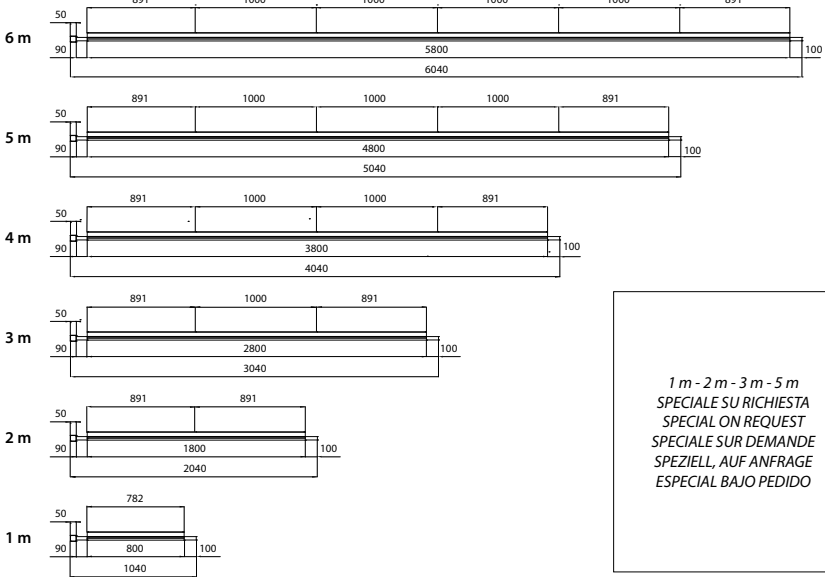 891 1000 1000 1000 1000 891
50
6 m
90 5800 100
6040
891 1000 1000 1000 891
50
5 m
90 4800 100
5040
891 1000 1000 891
50
4 m
90 3800 100
4040
891 1000 891
50
3 m
90 2800 100
3040
891 891
50
2 m
90 1800 100
2040
782
50
1 m
90 800 100
1040
1 m - 2 m - 3 m - 5 m
SPECIALE SU RICHIESTA
SPECIAL ON REQUEST
SPECIALE SUR DEMANDE
SPEZIELL, AUF ANFRAGE
ESPECIAL BAJO PEDIDO